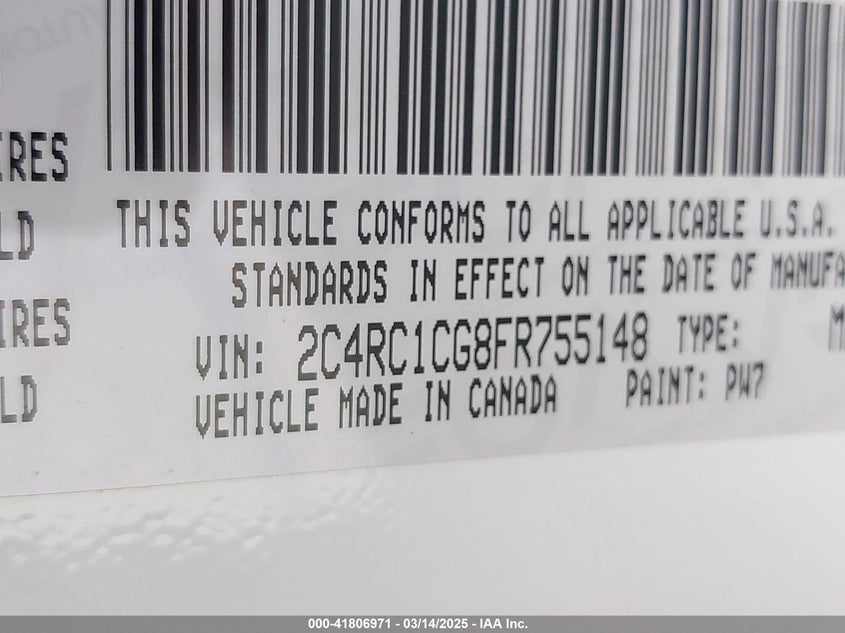 IRES
THIS VEHICLE CONFORMS TO ALL APPLICABLE U.S.A.
LD
STANDARDS IN EFFECT ON THE DATE OF MANUFA
IRES
VIN: 2C4RC1CG8FR755148 TYPE: M
LD
VEHICLE MADE IN CANADA PAINT: PW7
000-41806971 - 03/14/2025 - IAA Inc.